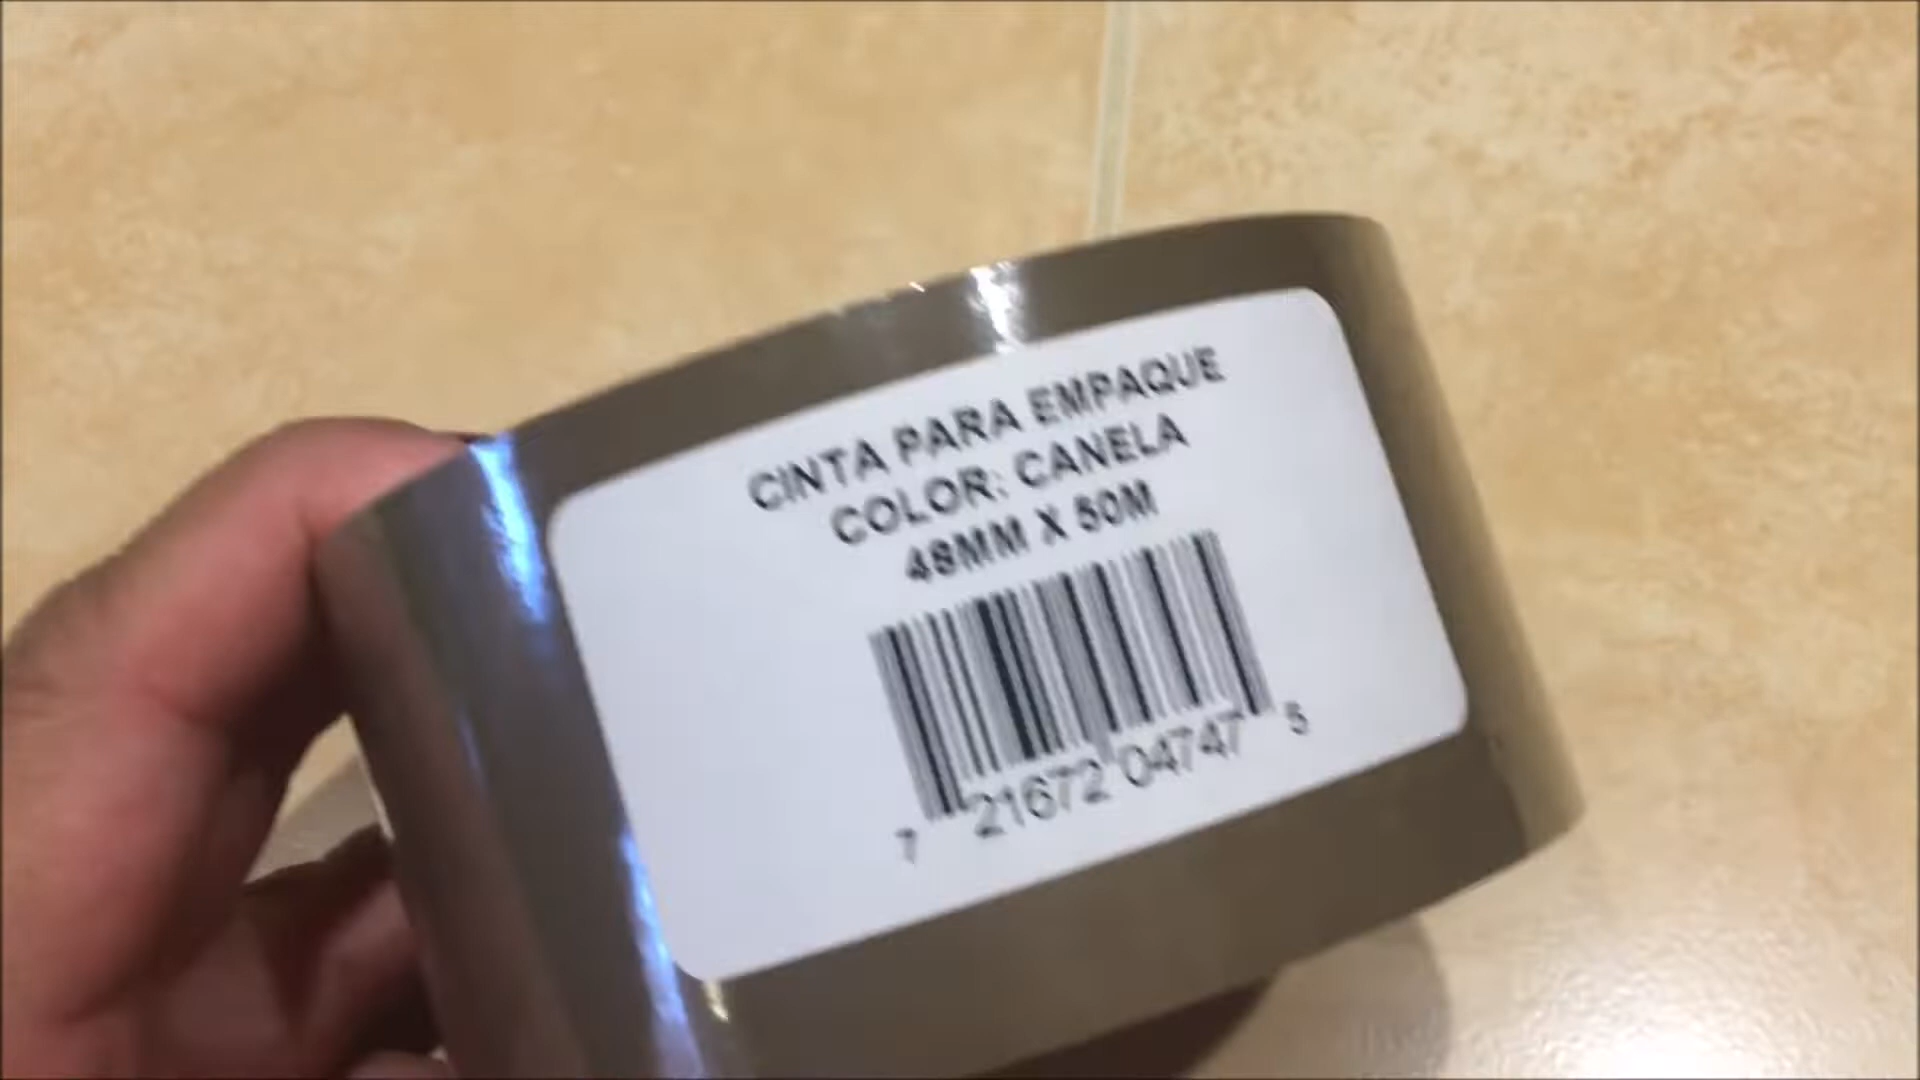 CINTA PARA EMPAQUE
COLOR: CANELA
48MM X 50M
7 21672 04747 5